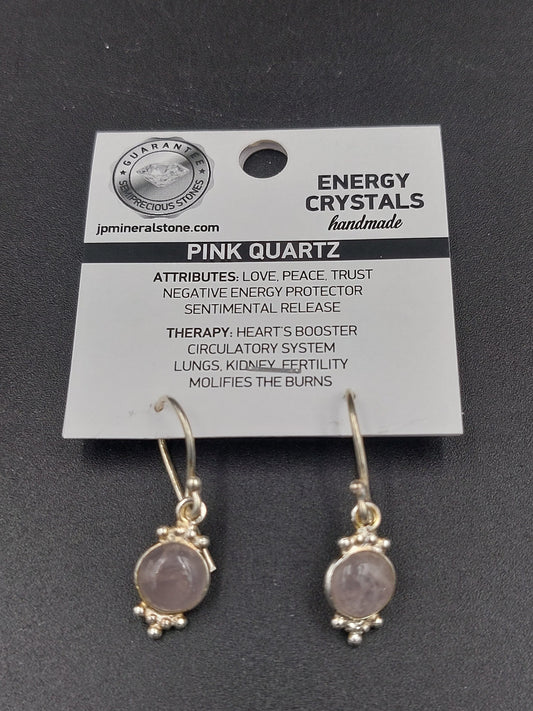 GUARANTEE
SEMIPRECIOUS STONES
jpmineralstone.com
ENERGY
CRYSTALS
handmade
PINK QUARTZ
ATTRIBUTES: LOVE, PEACE, TRUST
NEGATIVE ENERGY PROTECTOR
SENTIMENTAL RELEASE
THERAPY: HEART'S BOOSTER
CIRCULATORY SYSTEM
LUNGS, KIDNEY, FERTILITY
MOLIFIES THE BURNS